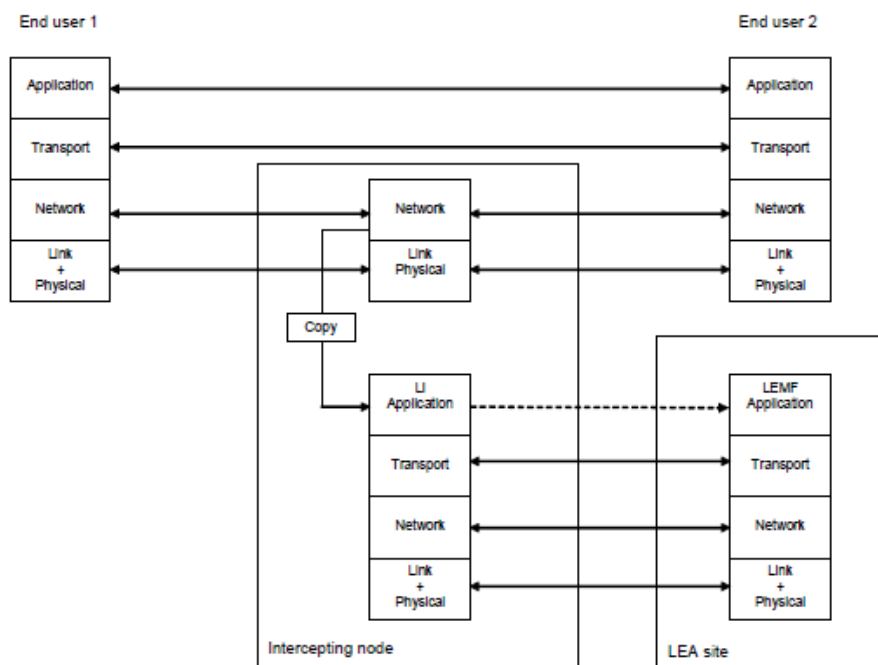 End user 1
End user 2
Application
Application
Transport
Transport
Network
Network
Network
Link
+
Physical
Link
Physical
Link
+
Physical
Copy
LI
Application
LEMF
Application
Transport
Transport
Network
Network
Link
+
Physical
Link
+
Physical
Intercepting node
LEA site